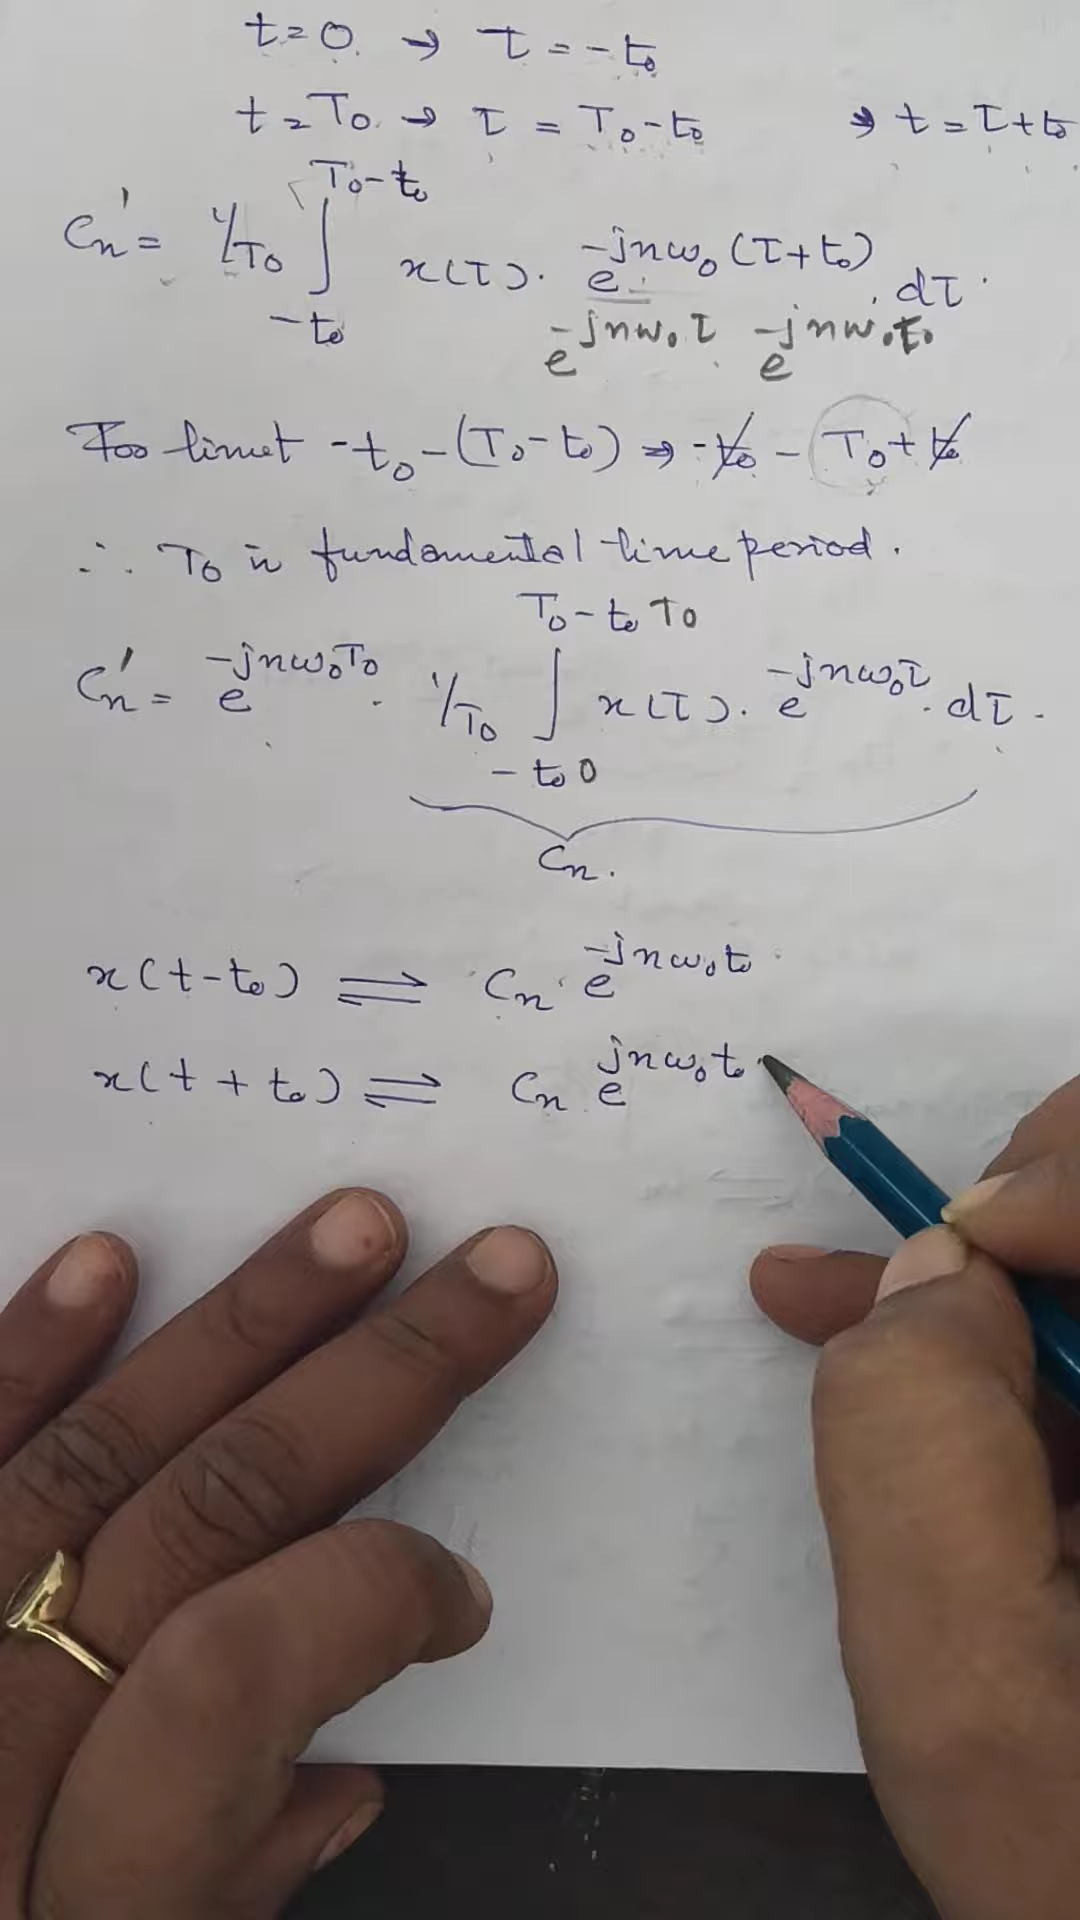 t=0 → τ = -t₀
t=T₀ → τ = T₀-t₀ ⇒ t=τ+t₀
T₀-t₀
Cn' = 1/T₀ ∫ x(τ). e^{-jnω₀(τ+t₀)}. dτ.
-t₀
e^{-jnω₀τ} e^{-jnω₀t₀}
For limit -t₀-(T₀-t₀) ⇒ -t₀ - T₀+t₀
∴ T₀ is fundamental time period.
T₀-t₀ T0
Cn' = e^{-jnω₀T₀}. 1/T₀ ∫ x(τ). e^{-jnω₀τ}. dτ.
-t₀ 0
Cn.
x(t-t₀) ⇌ Cn e^{-jnω₀t₀}
x(t+t₀) ⇌ Cn e^{jnω₀t₀}